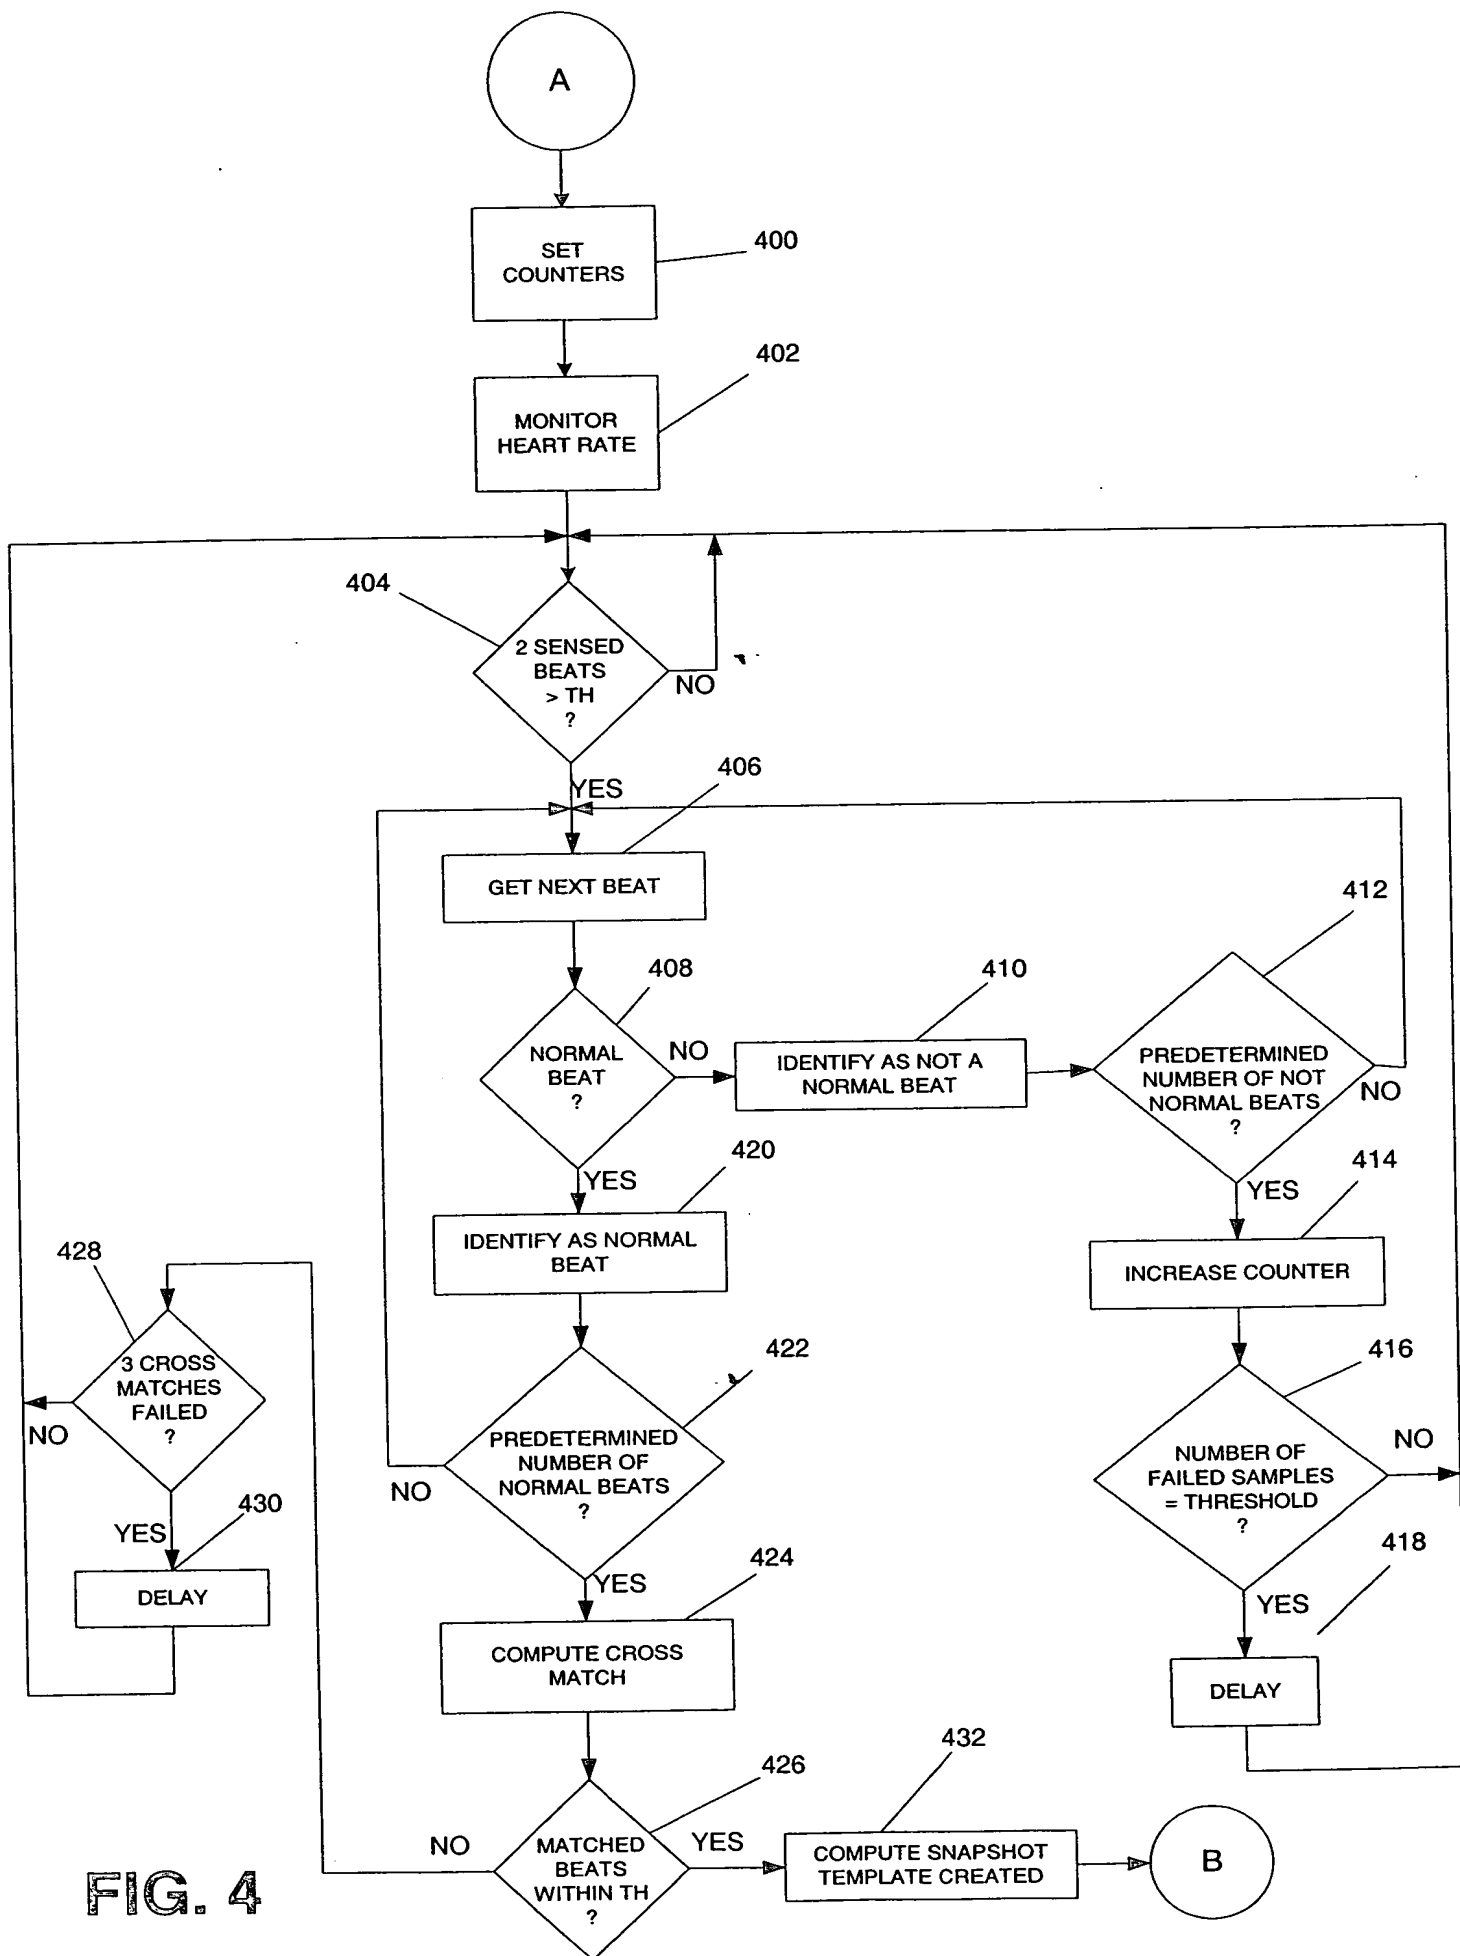 A
SET
COUNTERS
400
MONITOR
HEART RATE
402
404
2 SENSED
BEATS
> TH
?
NO
YES
406
GET NEXT BEAT
408
NORMAL
BEAT
?
NO
410
IDENTIFY AS NOT A
NORMAL BEAT
412
PREDETERMINED
NUMBER OF NOT
NORMAL BEATS
?
NO
YES
414
INCREASE COUNTER
416
NUMBER OF
FAILED SAMPLES
= THRESHOLD
?
NO
YES
418
DELAY
YES
420
IDENTIFY AS NORMAL
BEAT
422
PREDETERMINED
NUMBER OF
NORMAL BEATS
?
NO
YES
424
COMPUTE CROSS
MATCH
426
MATCHED
BEATS
WITHIN TH
?
NO
YES
428
3 CROSS
MATCHES
FAILED
?
NO
YES
430
DELAY
432
COMPUTE SNAPSHOT
TEMPLATE CREATED
B
FIG. 4